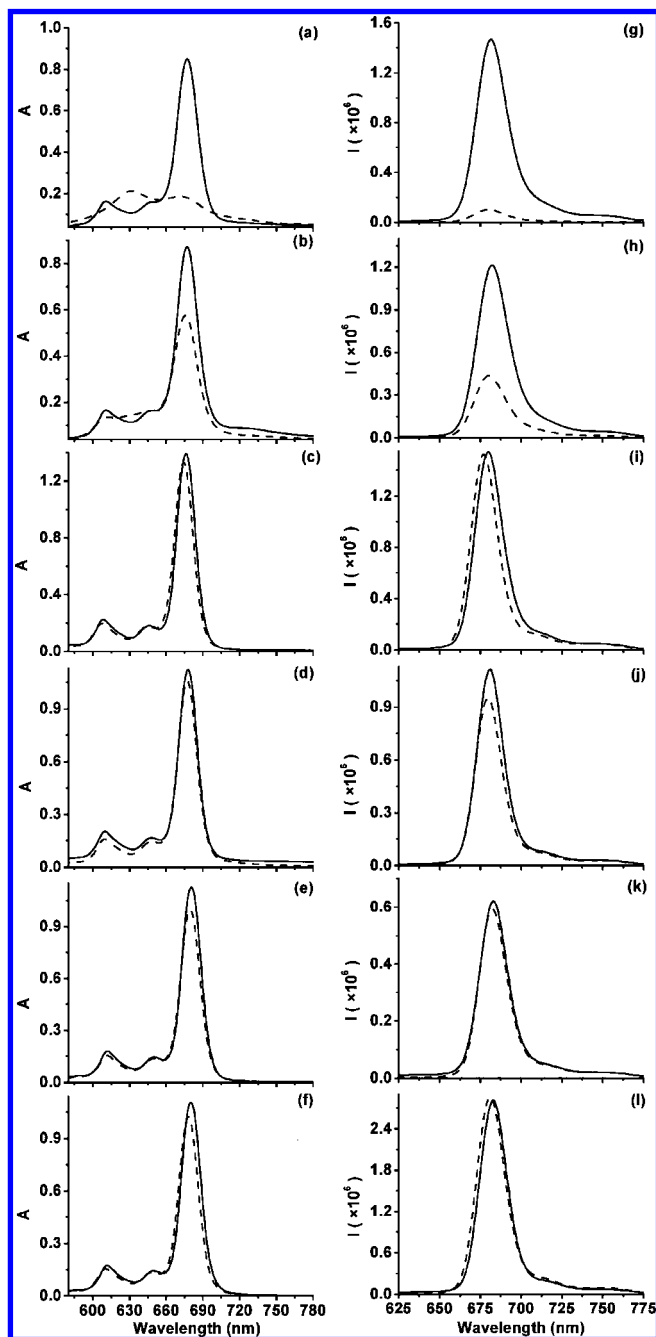 (a)
1.0
0.8
0.6
0.4
0.2
A
(g)
1.6
1.2
0.8
0.4
0.0
I ( ×10⁶ )
(b)
0.8
0.6
0.4
0.2
A
(h)
1.2
0.9
0.6
0.3
0.0
I ( ×10⁶ )
(c)
1.2
0.8
0.4
0.0
A
(i)
1.2
0.8
0.4
0.0
I ( ×10⁶ )
(d)
0.9
0.6
0.3
0.0
A
(j)
0.9
0.6
0.3
0.0
I ( ×10⁶ )
(e)
0.9
0.6
0.3
0.0
A
(k)
0.6
0.4
0.2
0.0
I ( ×10⁶ )
(f)
0.9
0.6
0.3
0.0
A
600 630 660 690 720 750 780
Wavelength (nm)
(l)
2.4
1.8
1.2
0.6
0.0
I ( ×10⁶ )
625 650 675 700 725 750 775
Wavelength (nm)